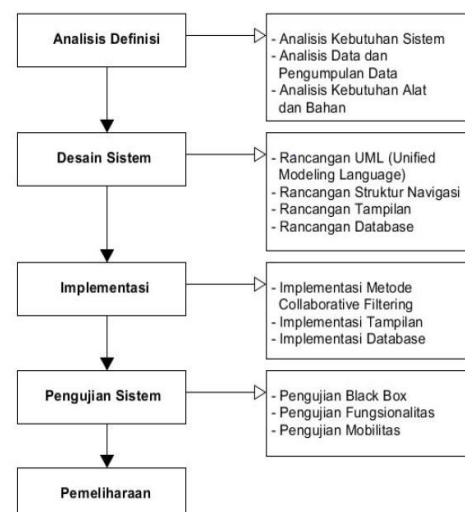 Analisis Definisi
- Analisis Kebutuhan Sistem
- Analisis Data dan
Pengumpulan Data
- Analisis Kebutuhan Alat
dan Bahan
Desain Sistem
- Rancangan UML (Unified
Modeling Language)
- Rancangan Struktur Navigasi
- Rancangan Tampilan
- Rancangan Database
Implementasi
- Implementasi Metode
Collaborative Filtering
- Implementasi Tampilan
- Implementasi Database
Pengujian Sistem
- Pengujian Black Box
- Pengujian Fungsionalitas
- Pengujian Mobilitas
Pemeliharaan